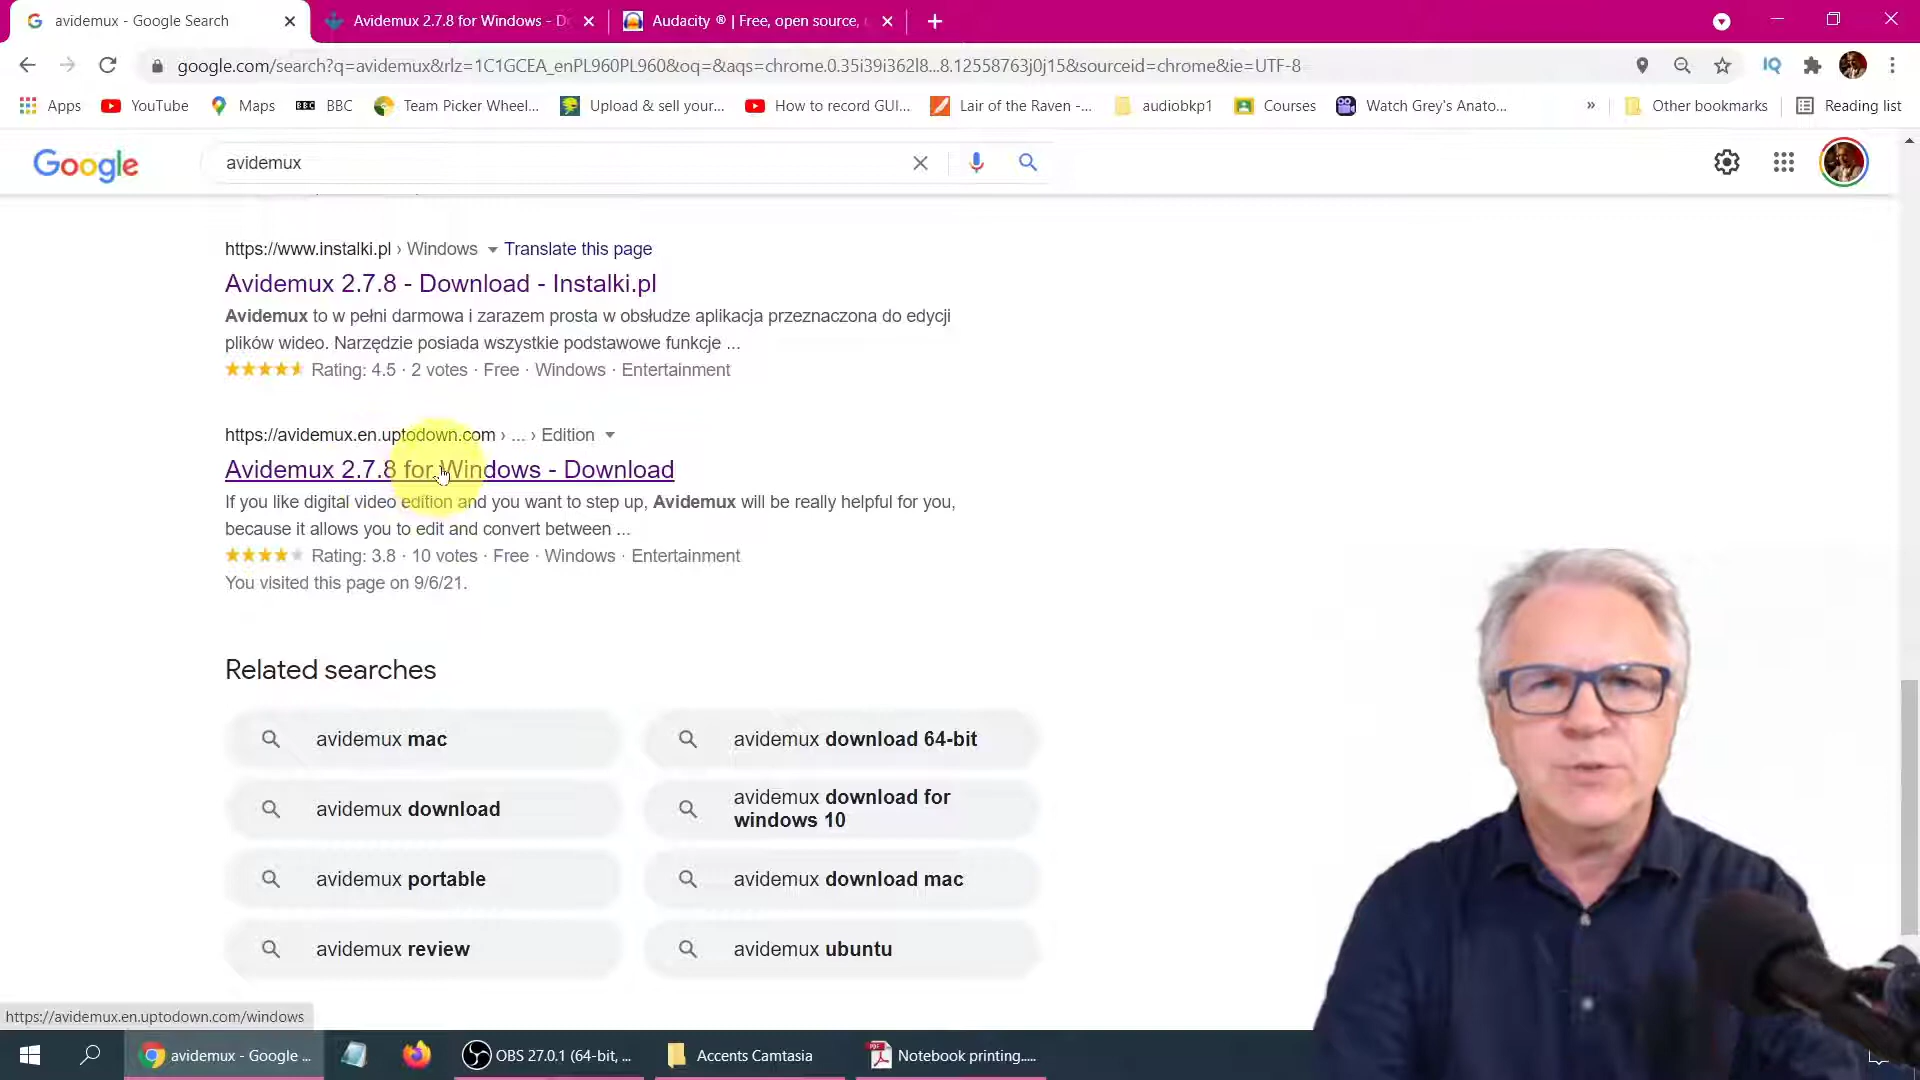 avidemux - Google Search
Avidemux 2.7.8 for Windows - D
Audacity ® | Free, open source,
google.com/search?q=avidemux&rlz=1C1GCEA_enPL960PL960&oq=&aqs=chrome.0.35i39i362l8...8.12558763j0j15&sourceid=chrome&ie=UTF-8
IQ
Apps
YouTube
Maps
BBC
BBC
Team Picker Wheel...
Upload & sell your...
How to record GUI...
Lair of the Raven -...
audiobkp1
Courses
Watch Grey's Anato...
»
Other bookmarks
Reading list
Google
avidemux
https://www.instalki.pl › Windows
Translate this page
Avidemux 2.7.8 - Download - Instalki.pl
Avidemux to w pełni darmowa i zarazem prosta w obsłudze aplikacja przeznaczona do edycji
plików wideo. Narzędzie posiada wszystkie podstawowe funkcje ...
Rating: 4.5 · 2 votes · Free · Windows · Entertainment
https://avidemux.en.uptodown.com › ... › Edition
Avidemux 2.7.8 for Windows - Download
If you like digital video edition and you want to step up, Avidemux will be really helpful for you,
because it allows you to edit and convert between ...
Rating: 3.8 · 10 votes · Free · Windows · Entertainment
You visited this page on 9/6/21.
Related searches
avidemux mac
avidemux download 64-bit
avidemux download
avidemux download for
windows 10
avidemux portable
avidemux download mac
avidemux review
avidemux ubuntu
https://avidemux.en.uptodown.com/windows
avidemux - Google ...
OBS 27.0.1 (64-bit, ...
Accents Camtasia
PDF
Notebook printing.....